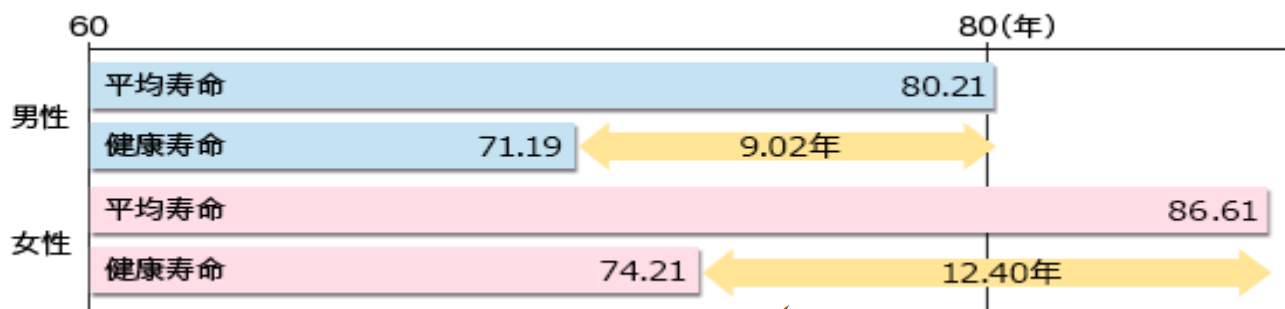 60 80(年)
男性
平均寿命 80.21
健康寿命 71.19 9.02年
女性
平均寿命 86.61
健康寿命 74.21 12.40年